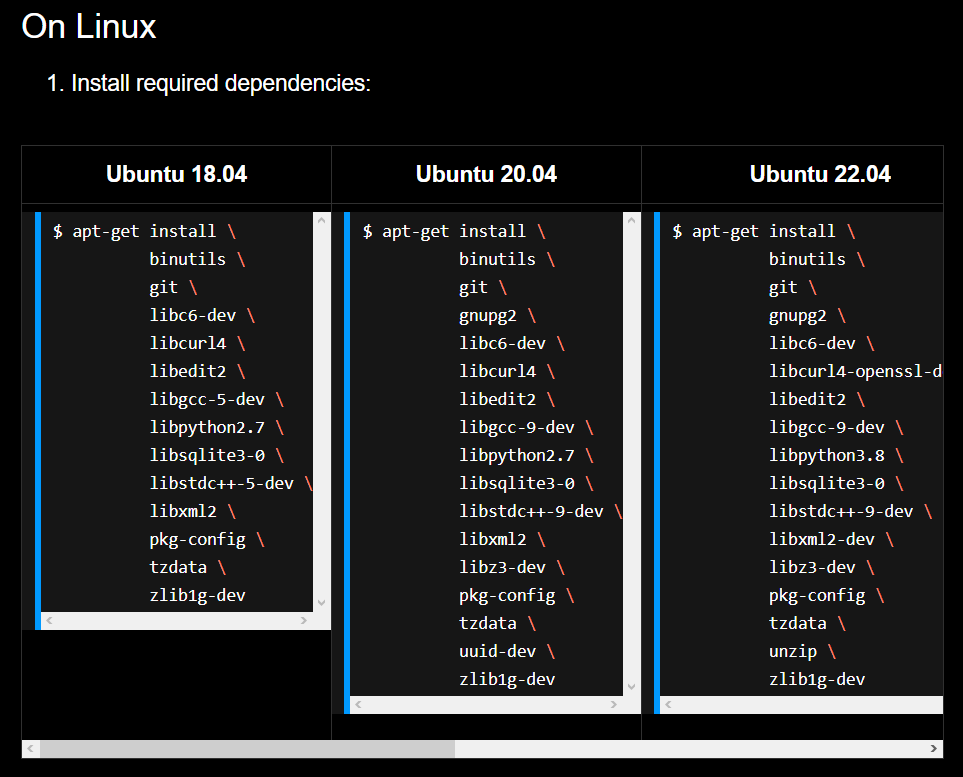 On Linux
1. Install required dependencies:
Ubuntu 18.04
$ apt-get install \
binutils \
git \
libc6-dev \
libcurl4 \
libedit2 \
libgcc-5-dev \
libpython2.7 \
libsqlite3-0 \
libstdc++-5-dev \
libxml2 \
pkg-config \
tzdata \
zlib1g-dev
Ubuntu 20.04
$ apt-get install \
binutils \
git \
gnupg2 \
libc6-dev \
libcurl4 \
libedit2 \
libgcc-9-dev \
libpython2.7 \
libsqlite3-0 \
libstdc++-9-dev \
libxml2 \
libz3-dev \
pkg-config \
tzdata \
uuid-dev \
zlib1g-dev
Ubuntu 22.04
$ apt-get install \
binutils \
git \
gnupg2 \
libc6-dev \
libcurl4-openssl-d
libedit2 \
libgcc-9-dev \
libpython3.8 \
libsqlite3-0 \
libstdc++-9-dev \
libxml2-dev \
libz3-dev \
pkg-config \
tzdata \
unzip \
zlib1g-dev